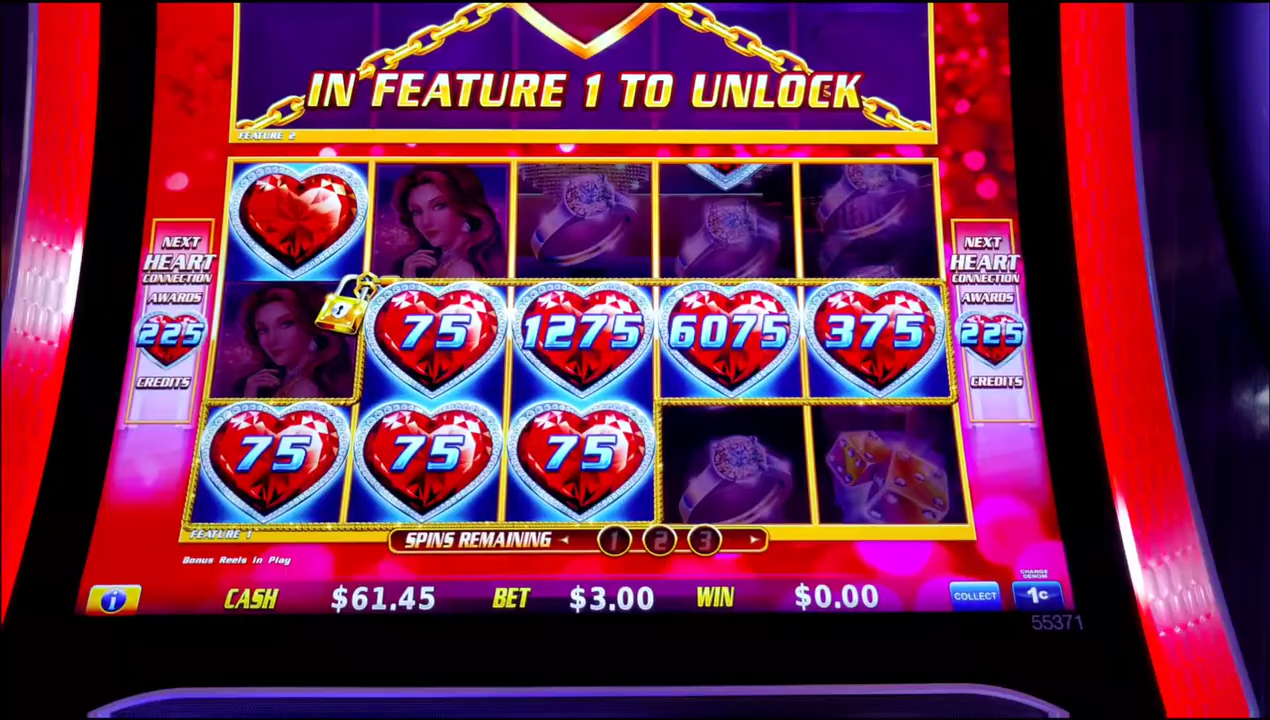 IN FEATURE 1 TO UNLOCK
FEATURE 2
NEXT
HEART
CONNECTION
AWARDS
225
CREDITS
75
1275
6075
375
NEXT
HEART
CONNECTION
AWARDS
225
CREDITS
75
75
75
FEATURE 1
SPINS REMAINING
1
2
3
Bonus Reels in Play
i
CASH
$61.45
BET
$3.00
WIN
$0.00
COLLECT
CHANGE
DENOM
1¢
55371